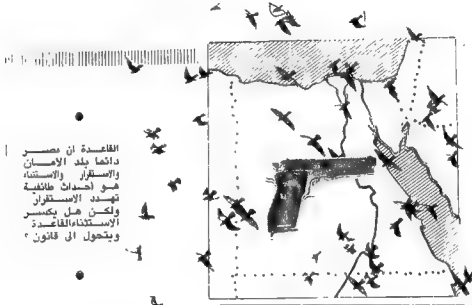 القاعدة ان مصر
دائما بلد الامان
والاستقرار والاستثناء
هو احداث طائفية
تهدد الاستقرار
ولكن هل يكسر
الاستثناء القاعدة
ويتحول الى قانون ؟